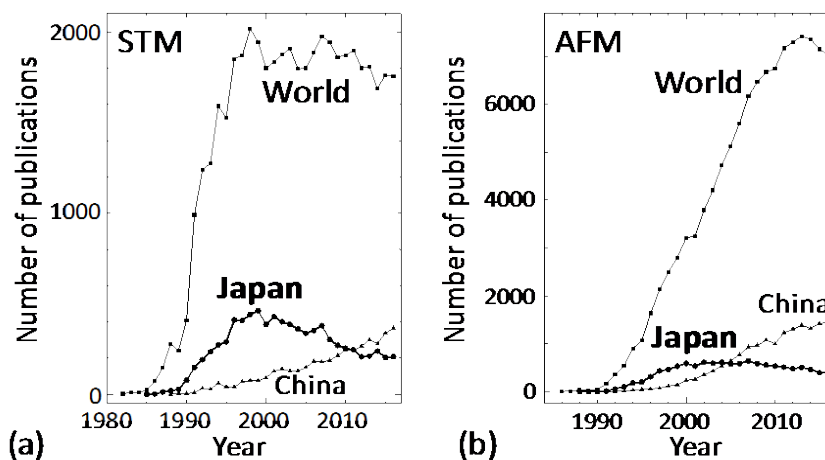 STM
Number of publications
2000
1000
0
World
Japan
China
1980
1990
2000
2010
Year
(a)
AFM
Number of publications
6000
4000
2000
0
World
China
Japan
1990
2000
2010
Year
(b)